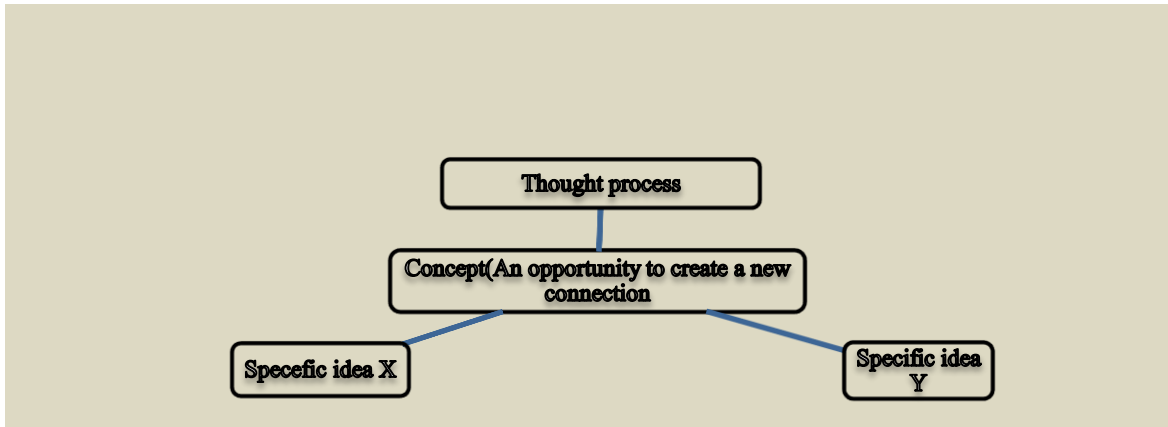 Thought process
Concept(An opportunity to create a new
connection
Specefic idea X
Specific idea
Y